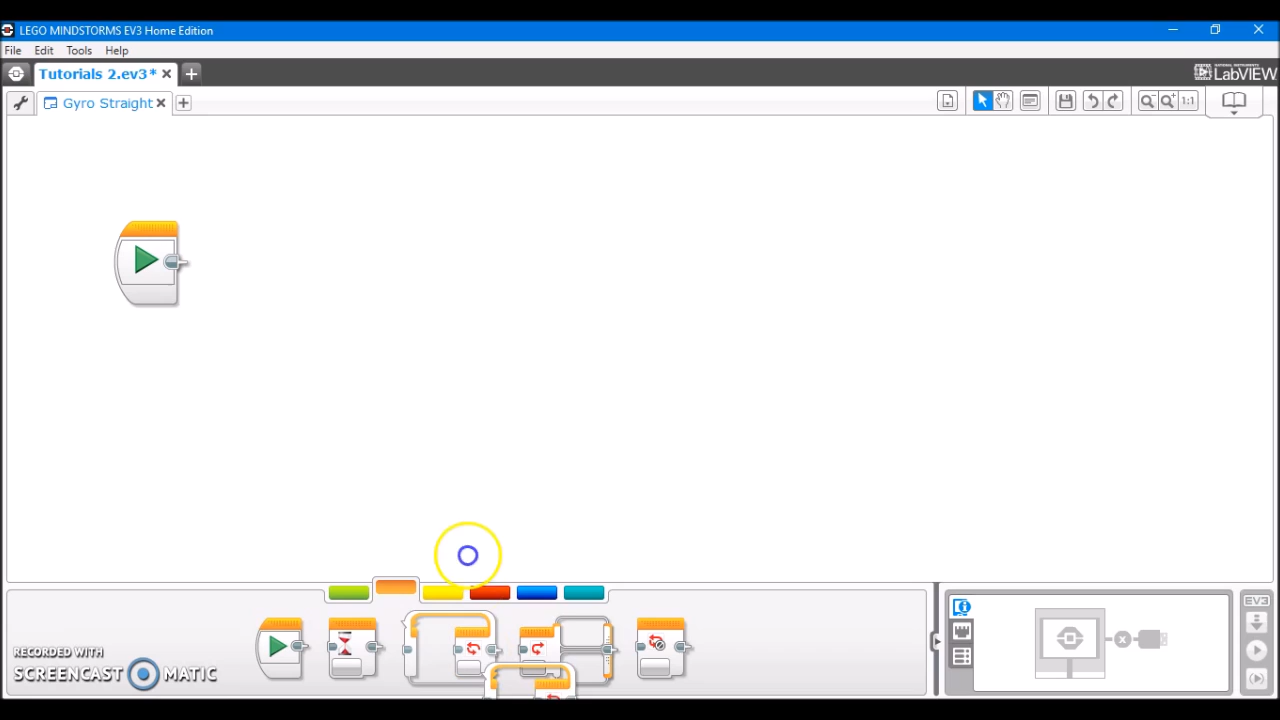 LEGO MINDSTORMS EV3 Home Edition
File Edit Tools Help
Tutorials 2.ev3*
LabVIEW
Gyro Straight
1:1
EV3
RECORDED WITH
SCREENCAST MATIC